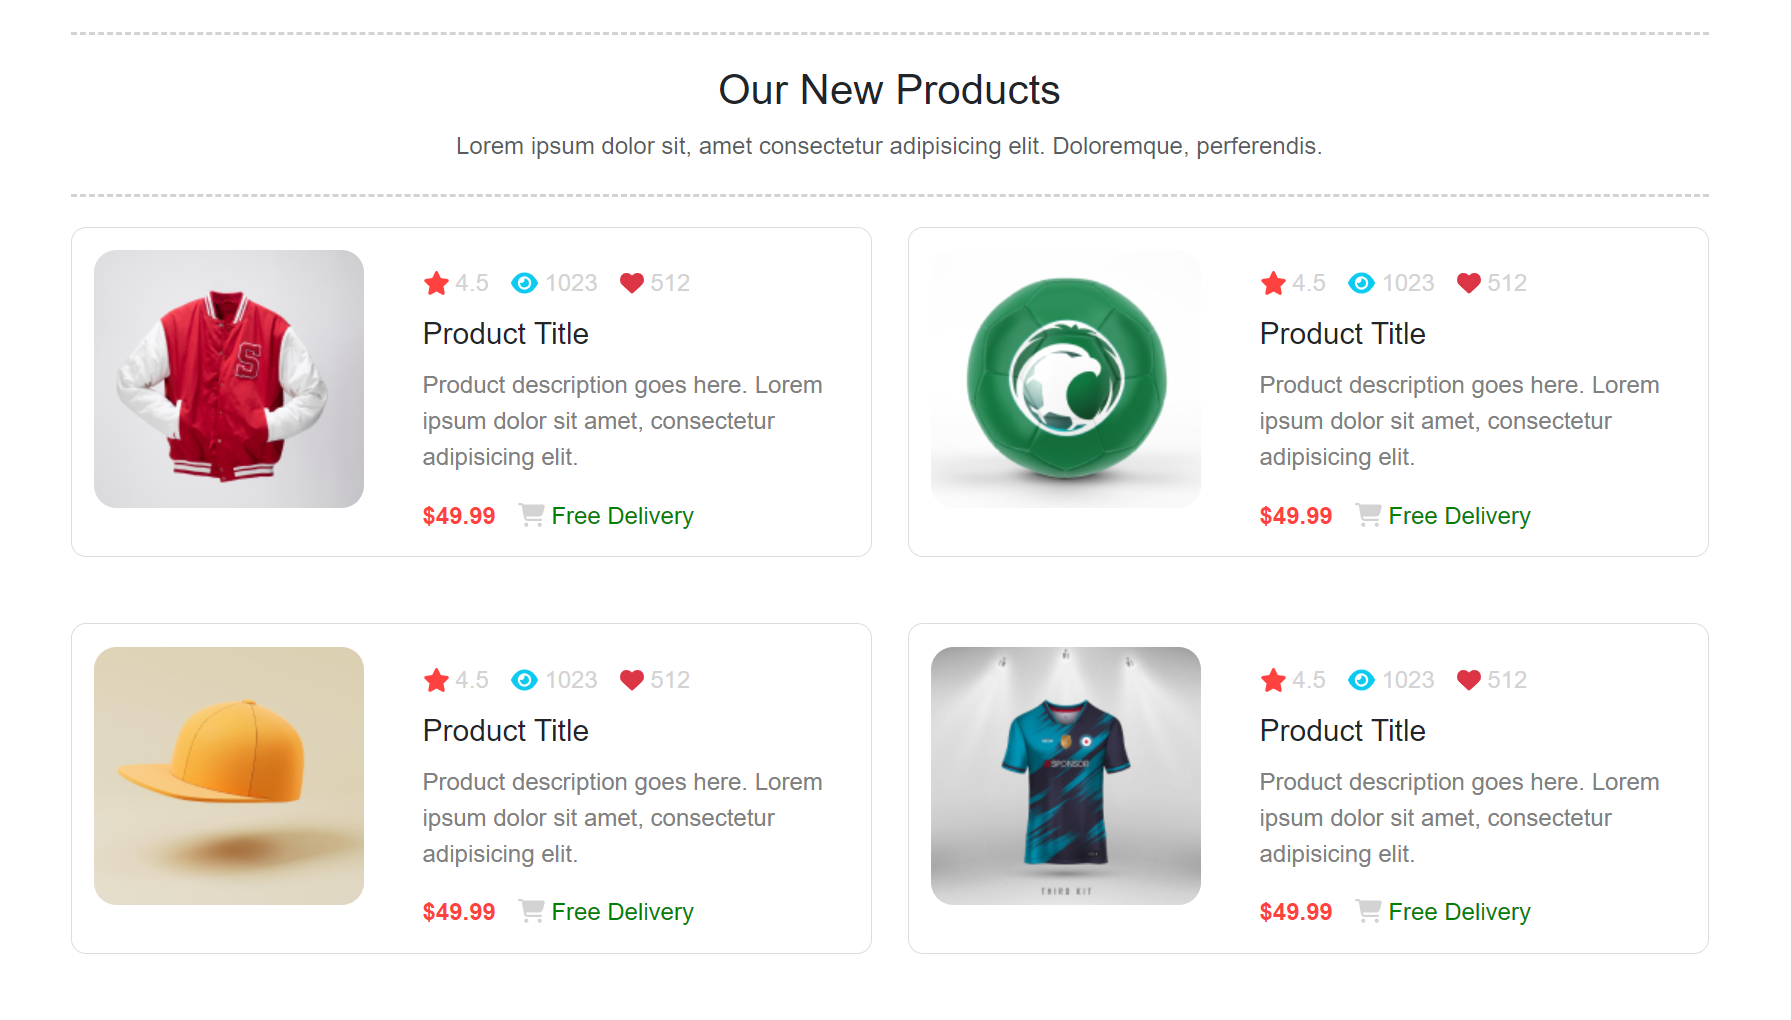 Our New Products
Lorem ipsum dolor sit, amet consectetur adipisicing elit. Doloremque, perferendis.
S
4.5 1023 512
Product Title
Product description goes here. Lorem
ipsum dolor sit amet, consectetur
adipisicing elit.
$49.99 Free Delivery
4.5 1023 512
Product Title
Product description goes here. Lorem
ipsum dolor sit amet, consectetur
adipisicing elit.
$49.99 Free Delivery
4.5 1023 512
Product Title
Product description goes here. Lorem
ipsum dolor sit amet, consectetur
adipisicing elit.
$49.99 Free Delivery
SPONSOR
THIRD KIT
4.5 1023 512
Product Title
Product description goes here. Lorem
ipsum dolor sit amet, consectetur
adipisicing elit.
$49.99 Free Delivery